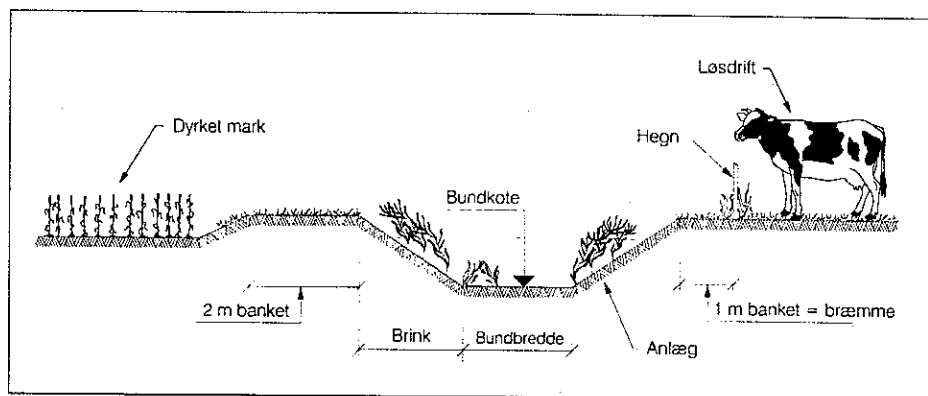 Løsdrift
Dyrket mark
Hegn
Bundkote
2 m banket
1 m banket = bræmme
Brink
Bundbredde
Anlæg